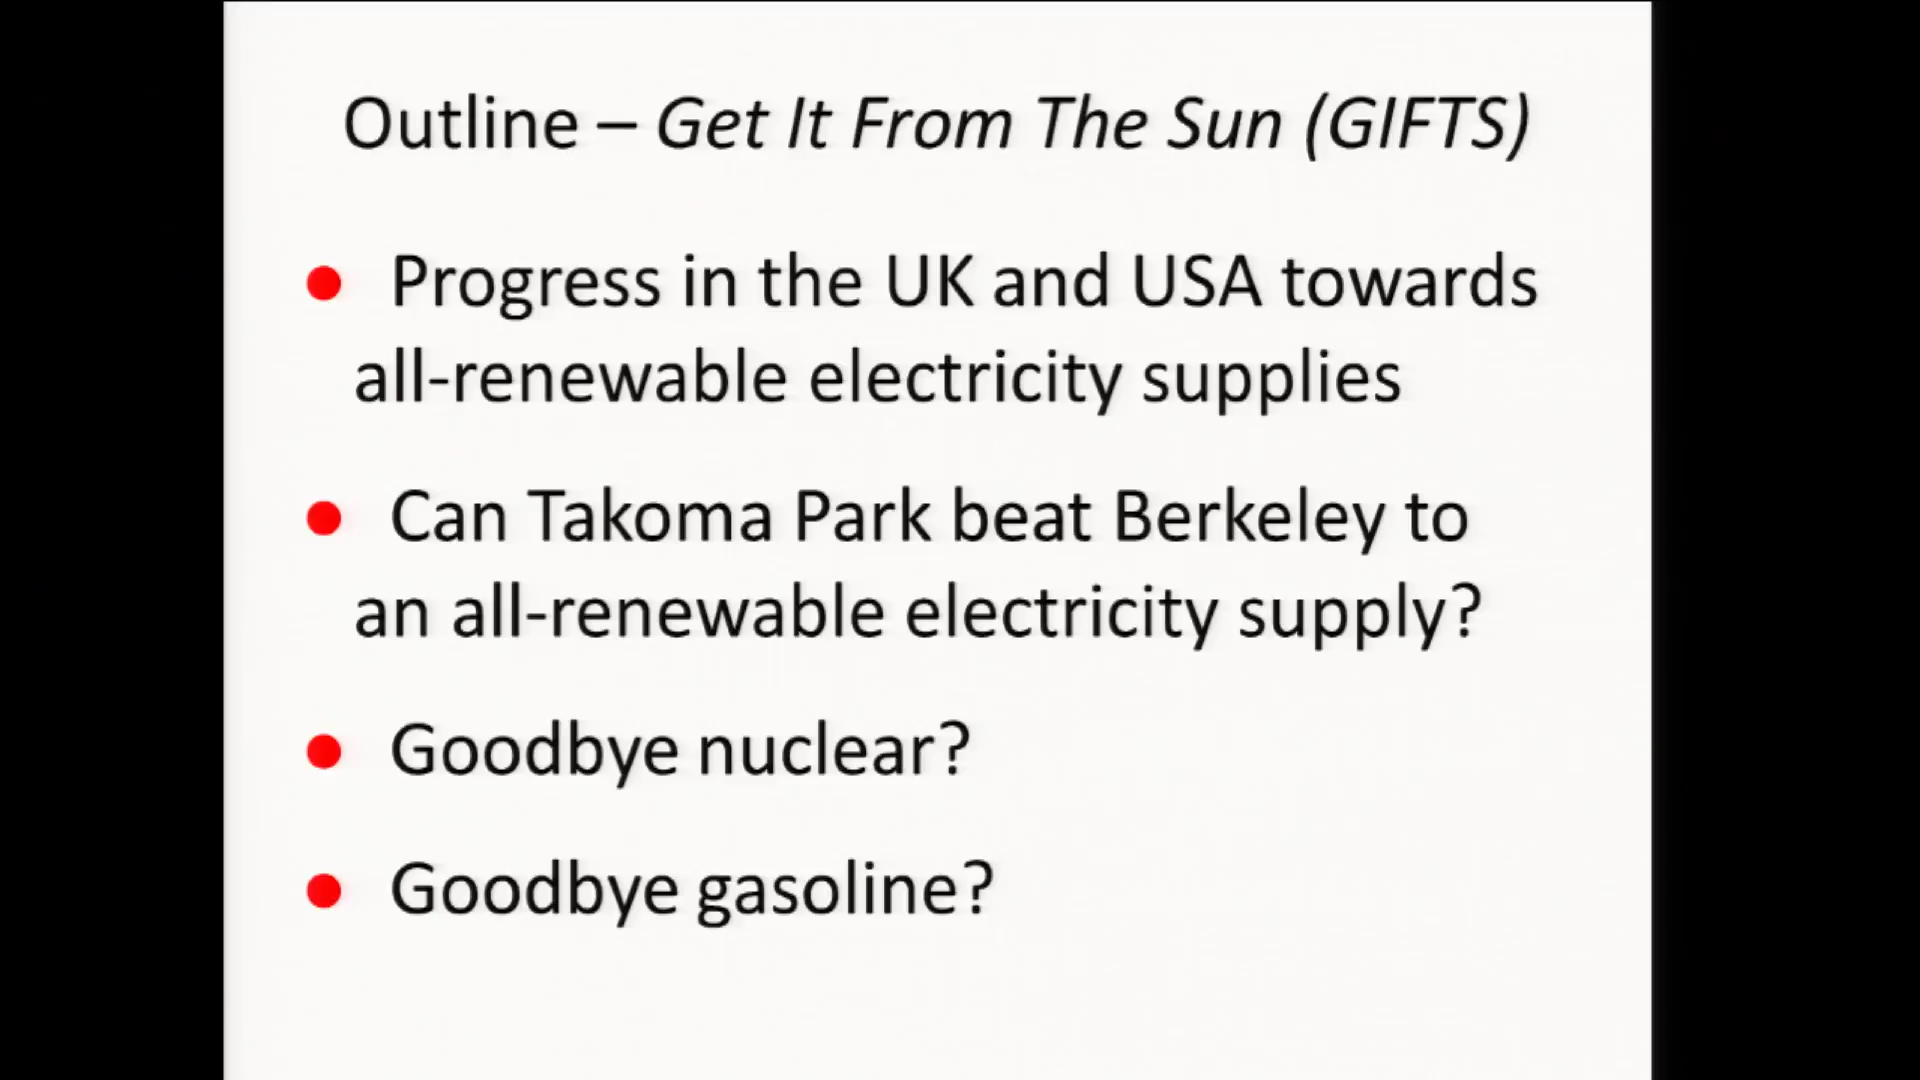 Outline – Get It From The Sun (GIFTS)
● Progress in the UK and USA towards
all-renewable electricity supplies
● Can Takoma Park beat Berkeley to
an all-renewable electricity supply?
● Goodbye nuclear?
● Goodbye gasoline?